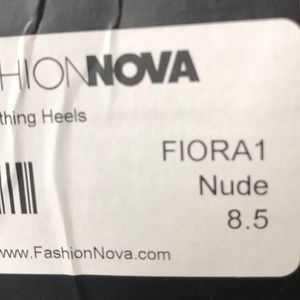 HIONNOVA
thing Heels
FIORA1
Nude
8.5
www.FashionNova.com